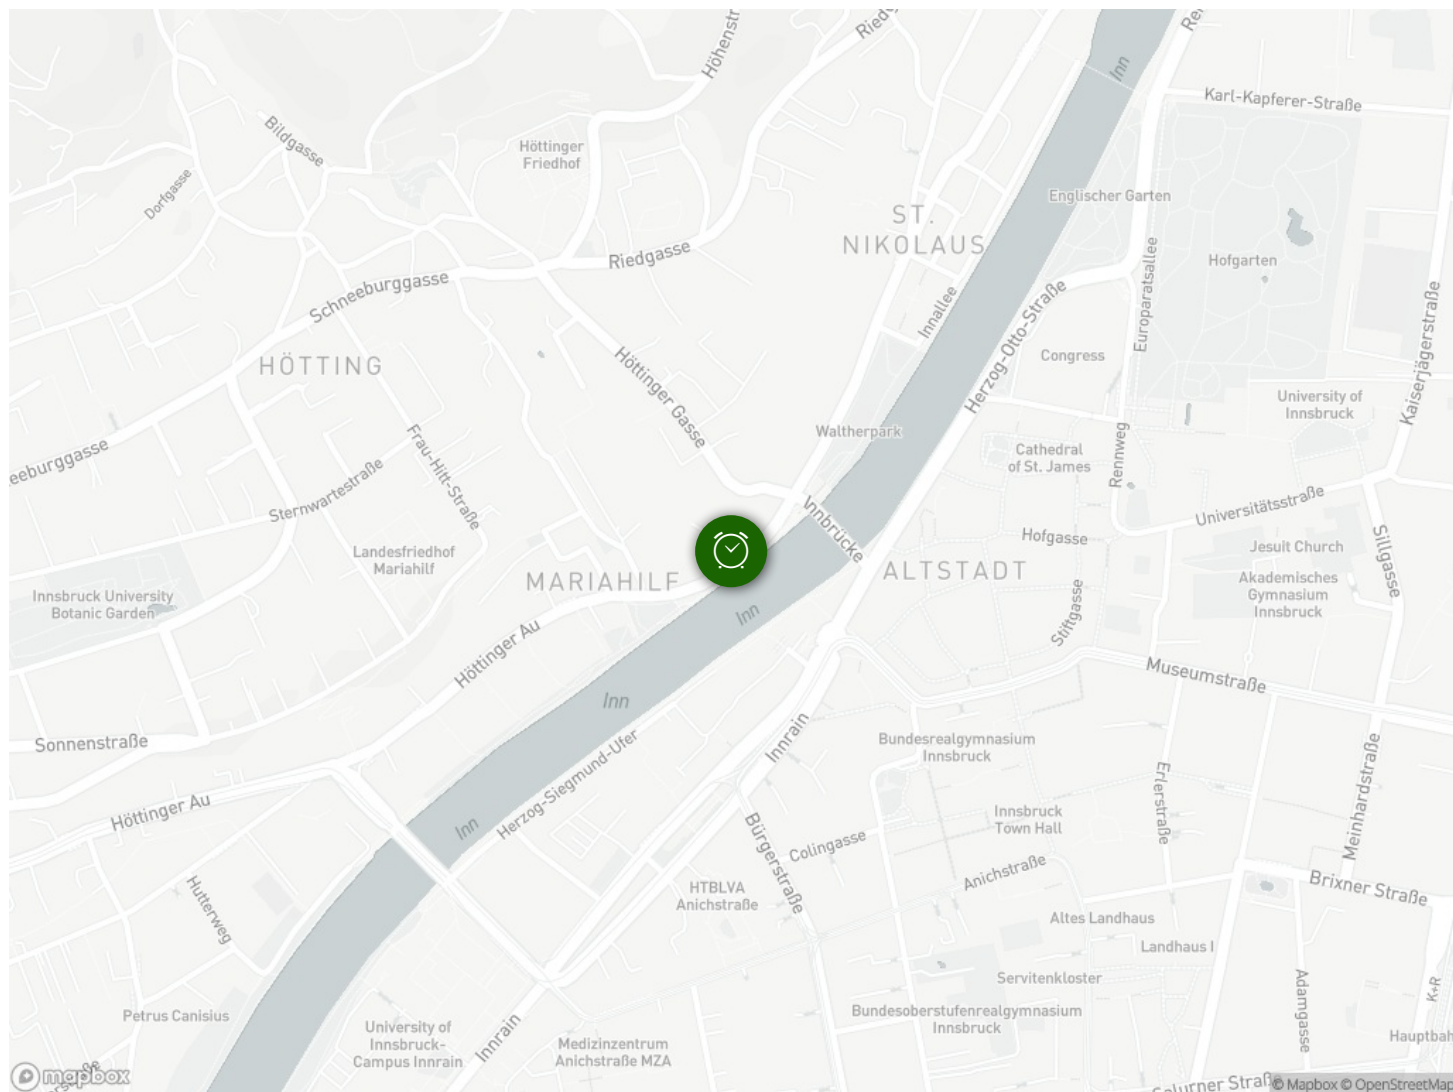 Inn
Höhenstr
Karl-Kapferer-Straße
Bildgasse
Höttinger
Friedhof
Dorfgasse
Englischer Garten
ST.
NIKOLAUS
Riedgasse
Hofgarten
Schneeburggasse
Innallee
Herzog-Otto-Straße
Europaratsallee
Kaiserjägerstraße
HÖTTING
Congress
Höttinger Gasse
University of
Innsbruck
Waltherpark
Cathedral
of St. James
Rennweg
eeburggasse
Frau-Hitt-Straße
Sternwartestraße
Universitätsstraße
Innbrücke
Hofgasse
Jesuit Church
Sillgasse
Landesfriedhof
Mariahilf
MARIAHILF
ALTSTADT
Akademisches
Gymnasium
Innsbruck
Innsbruck University
Botanic Garden
Inn
Stiftgasse
Höttinger Au
Museumstraße
Inn
Sonnenstraße
Innrain
Bundesrealgymnasium
Innsbruck
Herzog-Siegmund-Ufer
Meinhardstraße
Erlerstraße
Höttinger Au
Inn
Innsbruck
Town Hall
Bürgerstraße
Colingasse
Anichstraße
HTBLVA
Anichstraße
Brixner Straße
Hutterweg
Altes Landhaus
Landhaus I
Servitenkloster
Adamgasse
K+R
Petrus Canisius
Bundesoberstufenrealgymnasium
Innsbruck
University of
Innsbruck-
Campus Innrain
Innrain
Medizinzentrum
Anichstraße MZA
Hauptbah
mapbox
© Mapbox © OpenStreetMap